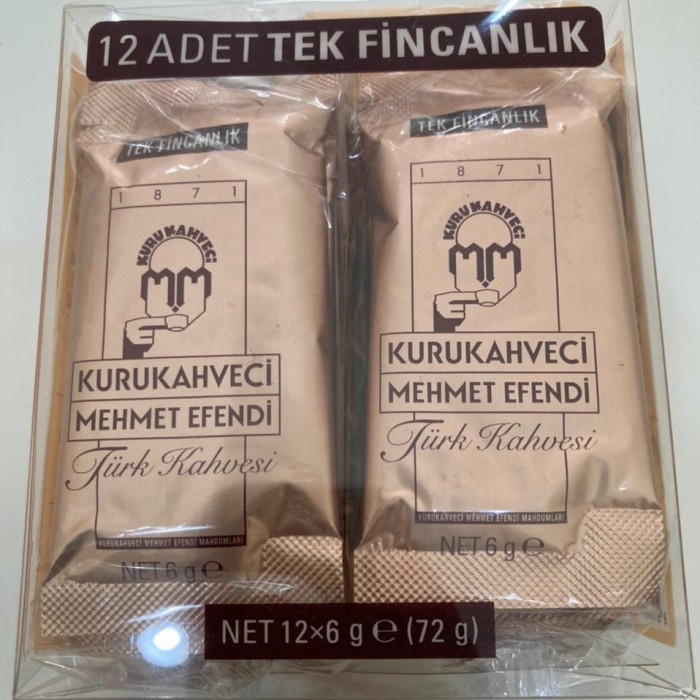 12 ADET TEK FİNCANLIK
TEK FİNCANLIK
1 8 7 1
KURUKAHVECİ
MM
KURUKAHVECİ
MEHMET EFENDİ
Türk Kahvesi
KURUKAHVECİ MEHMET EFENDİ MAHDUMLARI
NET 6 g ℮
TEK FİNCANLIK
1 8 7 1
KURUKAHVECİ
MM
KURUKAHVECİ
MEHMET EFENDİ
Türk Kahvesi
KURUKAHVECİ MEHMET EFENDİ MAHDUMLARI
NET 6 g ℮
NET 12×6 g ℮ (72 g)